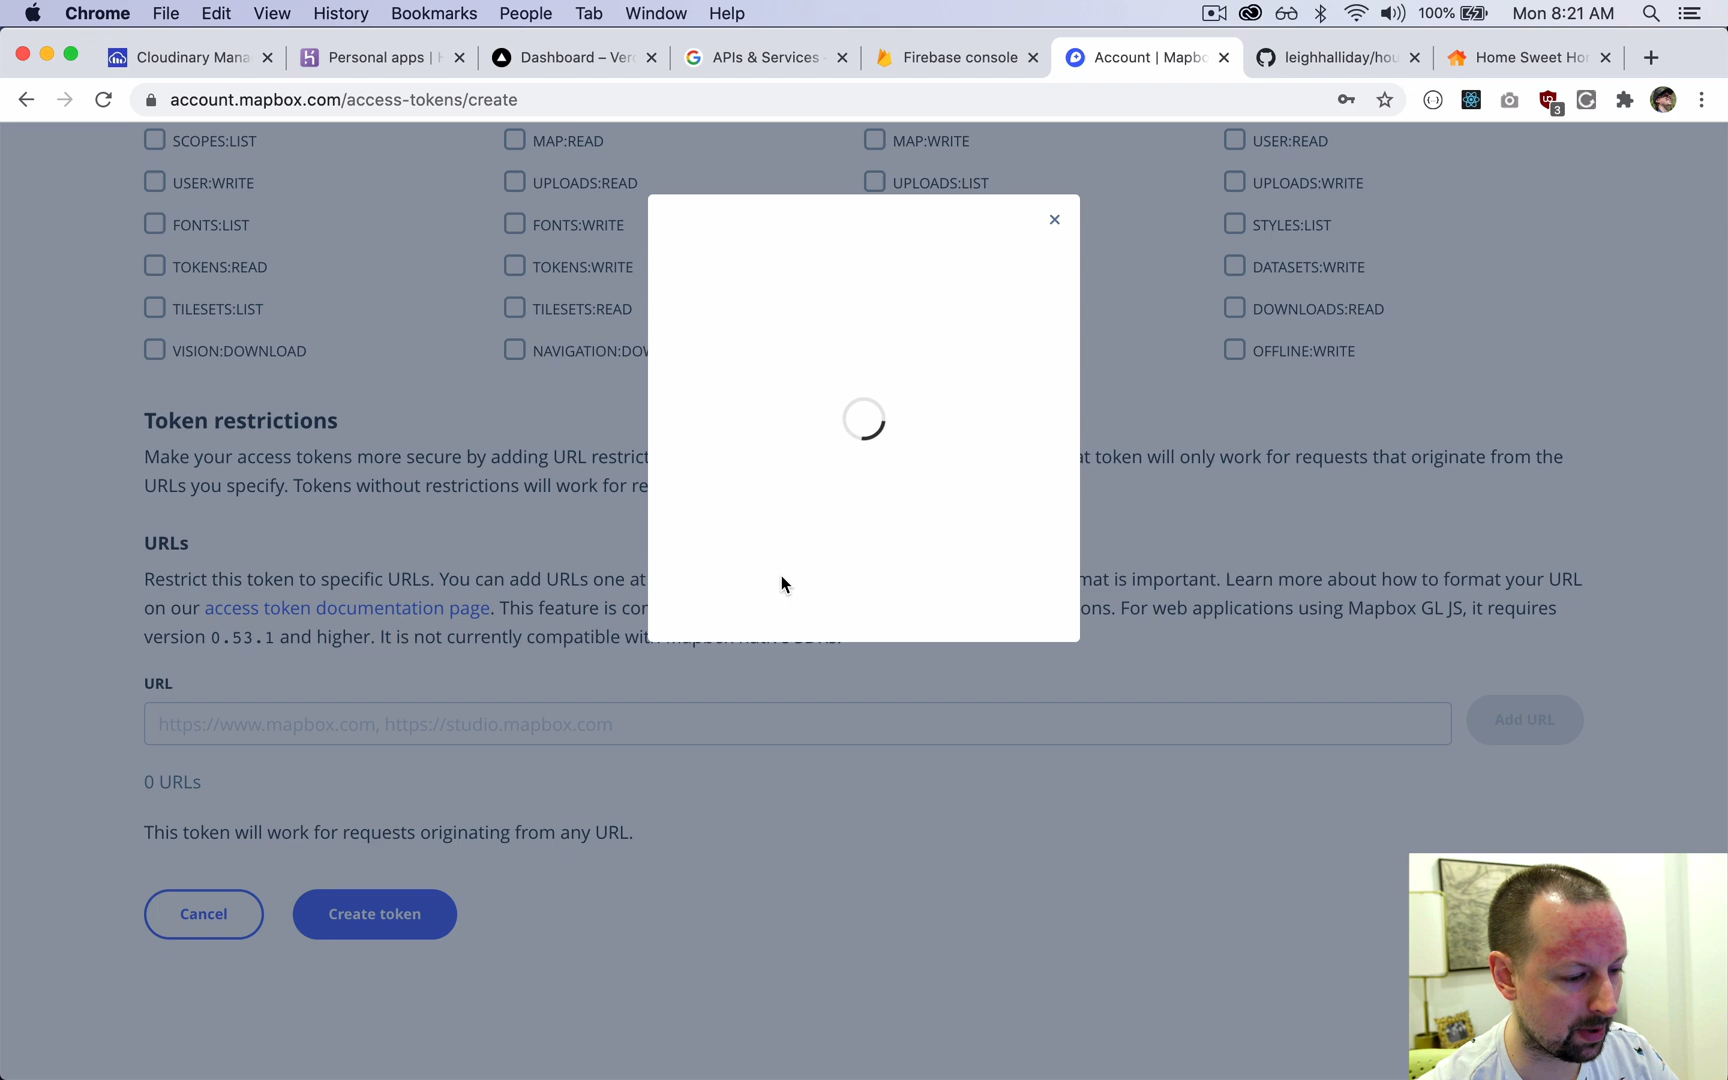 Chrome File Edit View History Bookmarks People Tab Window Help 100% Mon 8:21 AM
Cloudinary Mana Personal apps | H Dashboard – Ver APIs & Services - Firebase console Account | Mapbo leighhalliday/hou Home Sweet Hor
account.mapbox.com/access-tokens/create 3
SCOPES:LIST MAP:READ MAP:WRITE USER:READ
USER:WRITE UPLOADS:READ UPLOADS:LIST UPLOADS:WRITE
FONTS:LIST FONTS:WRITE STYLES:LIST
TOKENS:READ TOKENS:WRITE DATASETS:WRITE
TILESETS:LIST TILESETS:READ DOWNLOADS:READ
VISION:DOWNLOAD NAVIGATION:DOW OFFLINE:WRITE
Token restrictions
Make your access tokens more secure by adding URL restrict at token will only work for requests that originate from the
URLs you specify. Tokens without restrictions will work for re
URLs
Restrict this token to specific URLs. You can add URLs one at mat is important. Learn more about how to format your URL
on our access token documentation page. This feature is con ons. For web applications using Mapbox GL JS, it requires
version 0.53.1 and higher. It is not currently compatible with
URL
https://www.mapbox.com, https://studio.mapbox.com Add URL
0 URLs
This token will work for requests originating from any URL.
Cancel Create token